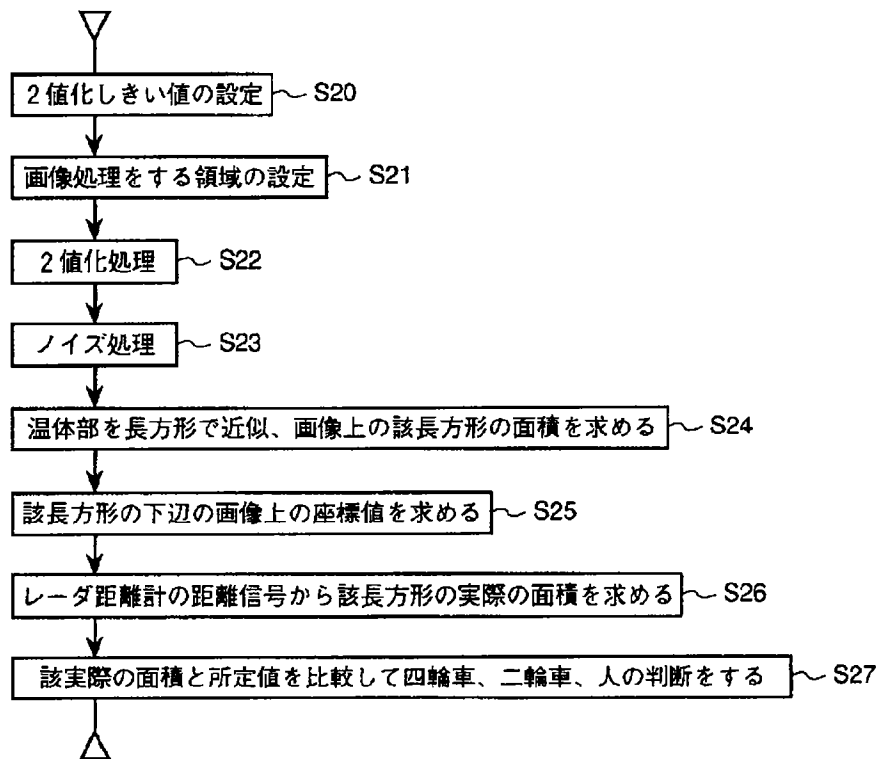 2値化しきい値の設定 S20
画像処理をする領域の設定 S21
2値化処理 S22
ノイズ処理 S23
温体部を長方形で近似、画像上の該長方形の面積を求める S24
該長方形の下辺の画像上の座標値を求める S25
レーダ距離計の距離信号から該長方形の実際の面積を求める S26
該実際の面積と所定値を比較して四輪車、二輪車、人の判断をする S27